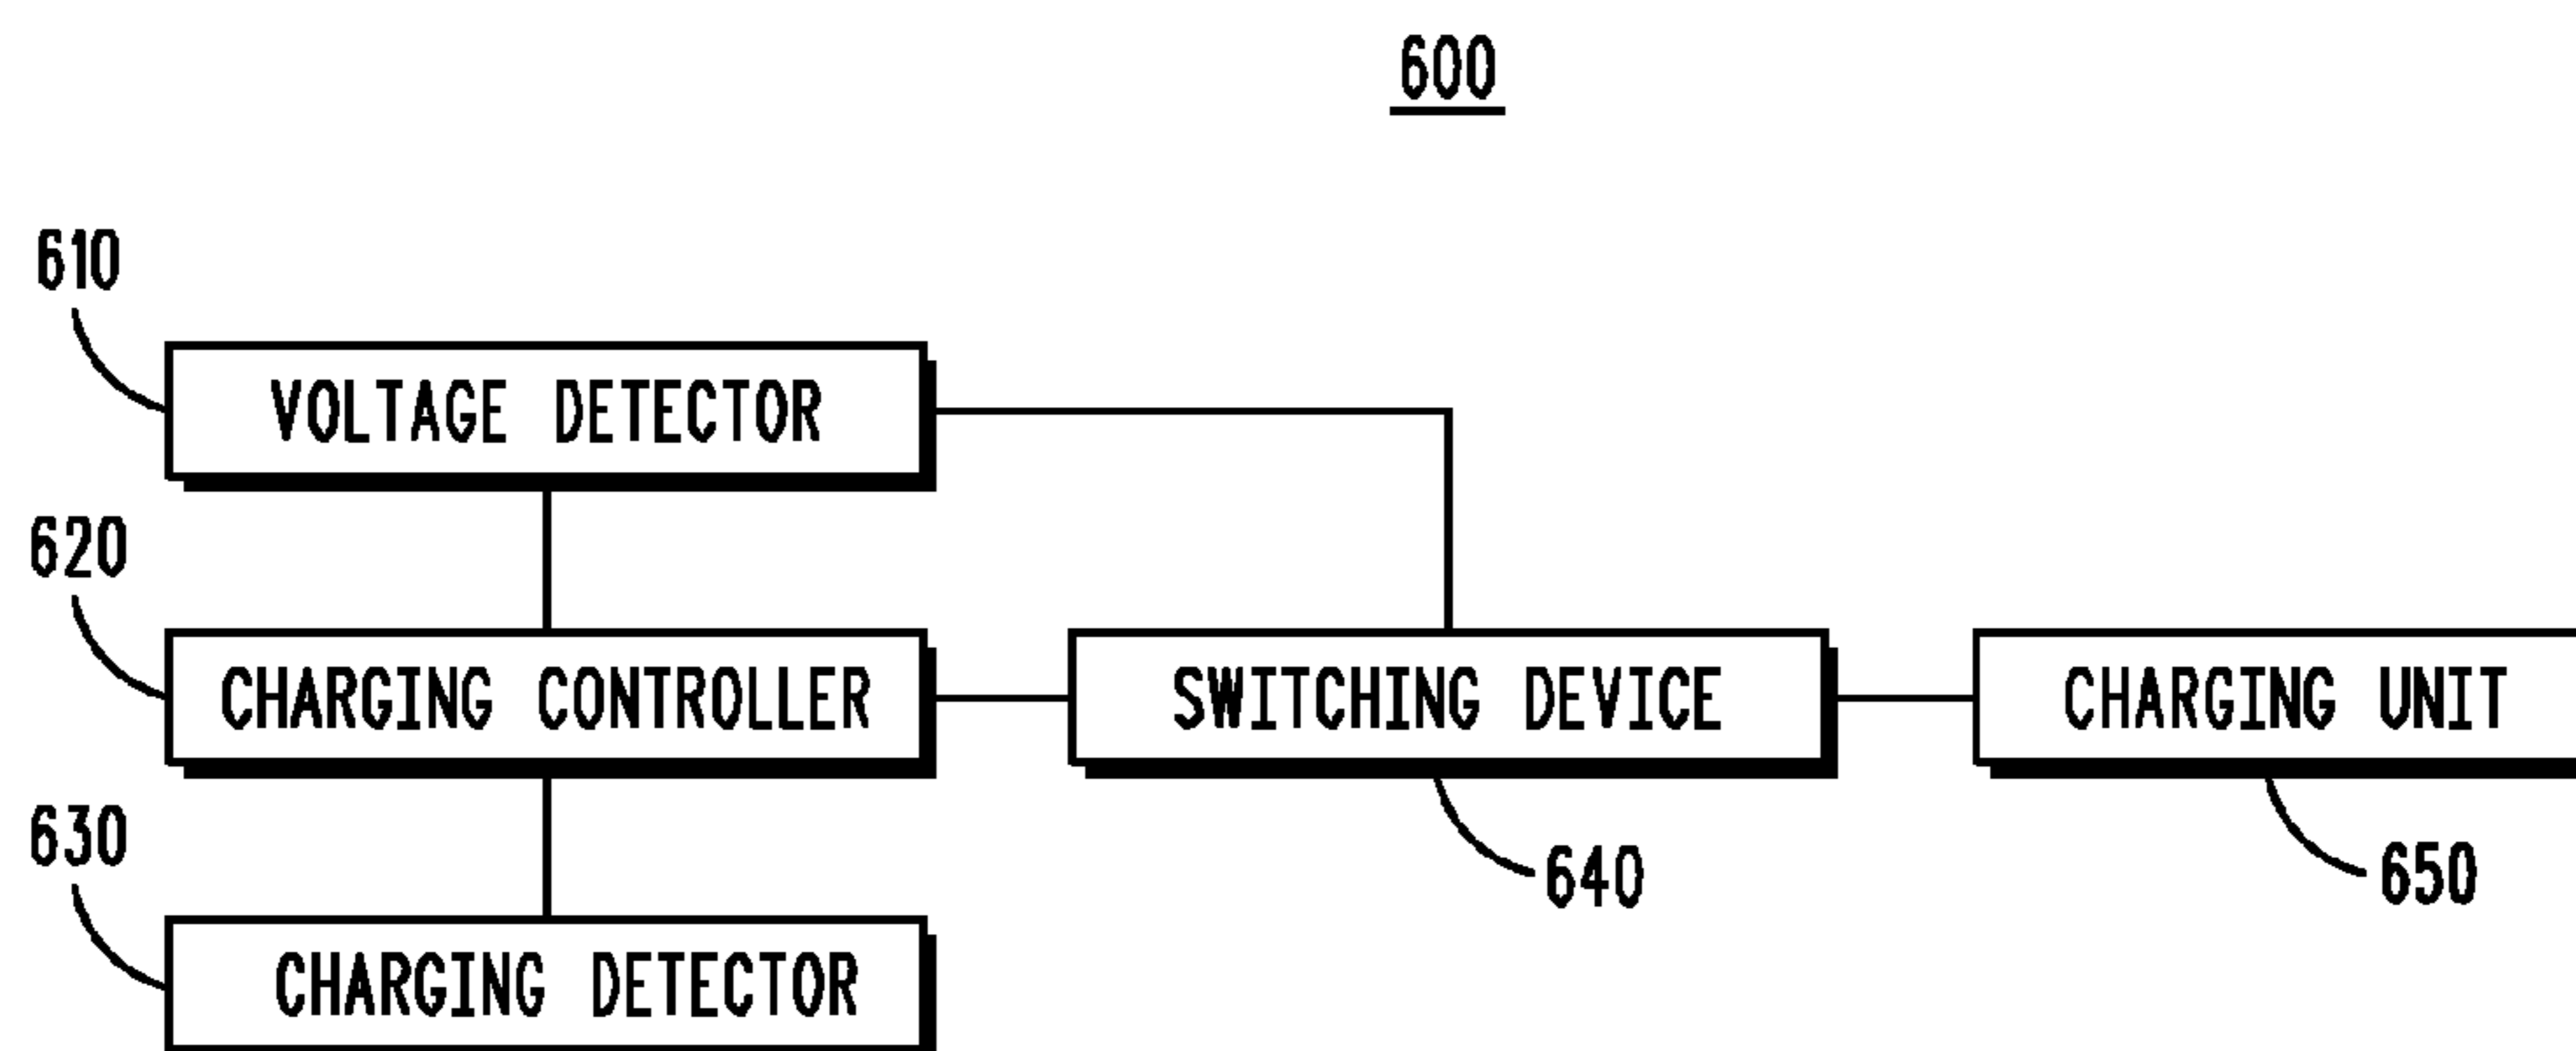 600
610
VOLTAGE DETECTOR
620
CHARGING CONTROLLER
SWITCHING DEVICE
CHARGING UNIT
630
640
650
CHARGING DETECTOR